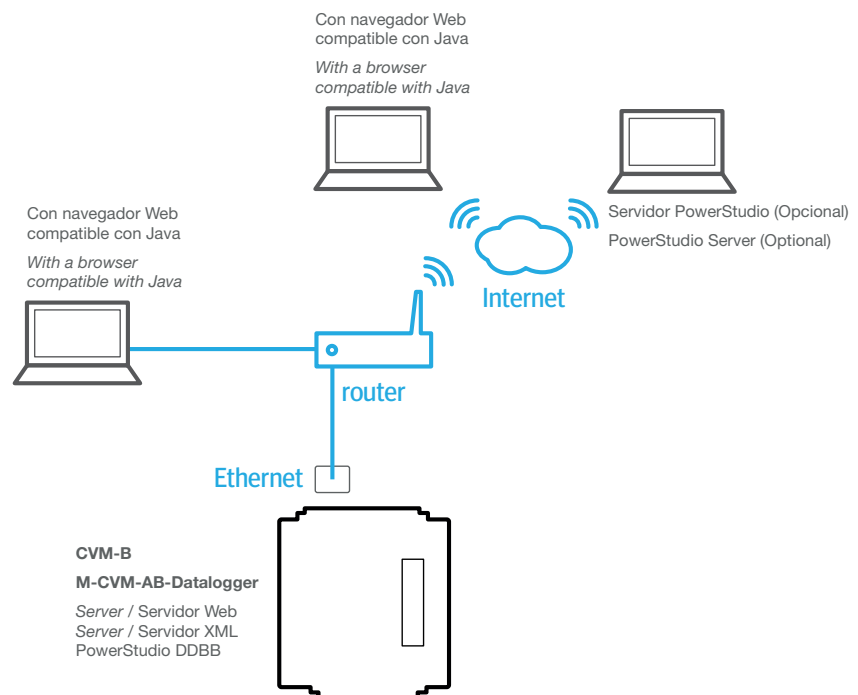 Con navegador Web
compatible con Java
With a browser
compatible with Java
Con navegador Web
compatible con Java
With a browser
compatible with Java
Servidor PowerStudio (Opcional)
PowerStudio Server (Optional)
Internet
router
Ethernet
CVM-B
M-CVM-AB-Datalogger
Server / Servidor Web
Server / Servidor XML
PowerStudio DDBB